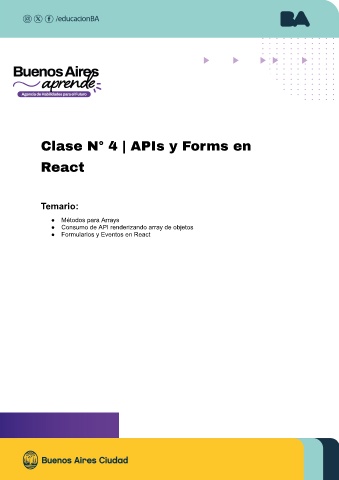 /educacionBA
BA
Buenos Aires
aprende
Agencia de Habilidades para el Futuro
Clase N° 4 | APIs y Forms en
React
Temario:
● Métodos para Arrays
● Consumo de API renderizando array de objetos
● Formularios y Eventos en React
Buenos Aires Ciudad